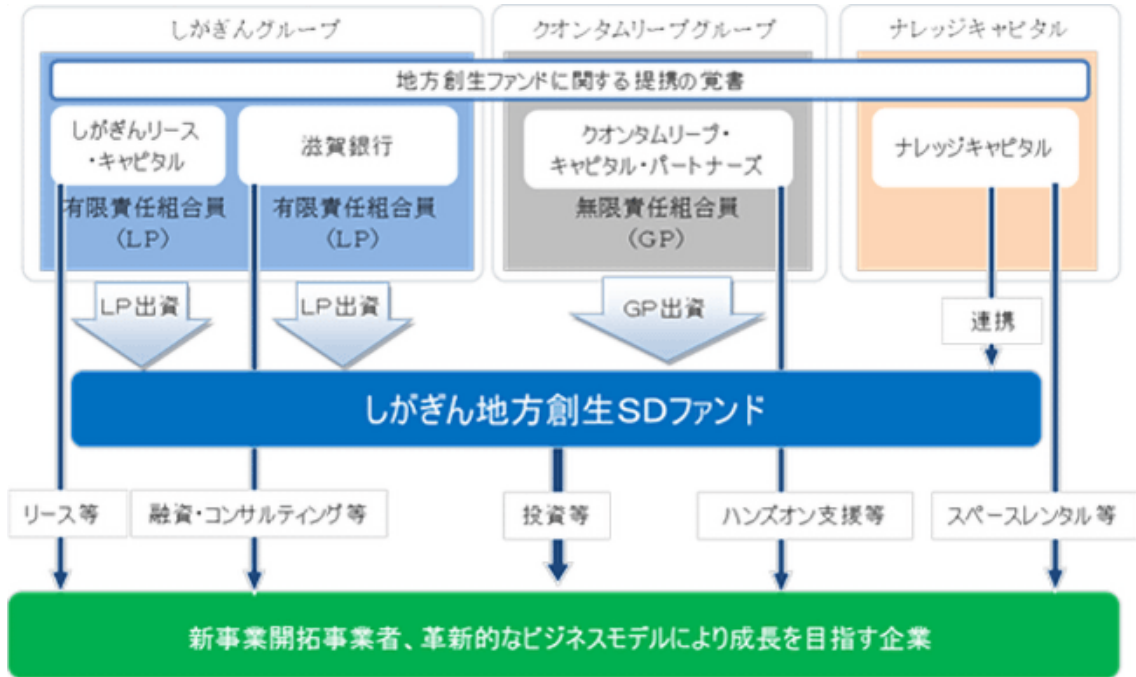 しがぎんグループ
クオンタムリープグループ
ナレッジキャピタル
地方創生ファンドに関する提携の覚書
しがぎんリース
・キャピタル
滋賀銀行
クオンタムリープ・
キャピタル・パートナーズ
ナレッジキャピタル
有限責任組合員
(LP)
有限責任組合員
(LP)
無限責任組合員
(GP)
LP出資
LP出資
GP出資
連携
しがぎん地方創生SDファンド
リース等
融資・コンサルティング等
投資等
ハンズオン支援等
スペースレンタル等
新事業開拓事業者、革新的なビジネスモデルにより成長を目指す企業